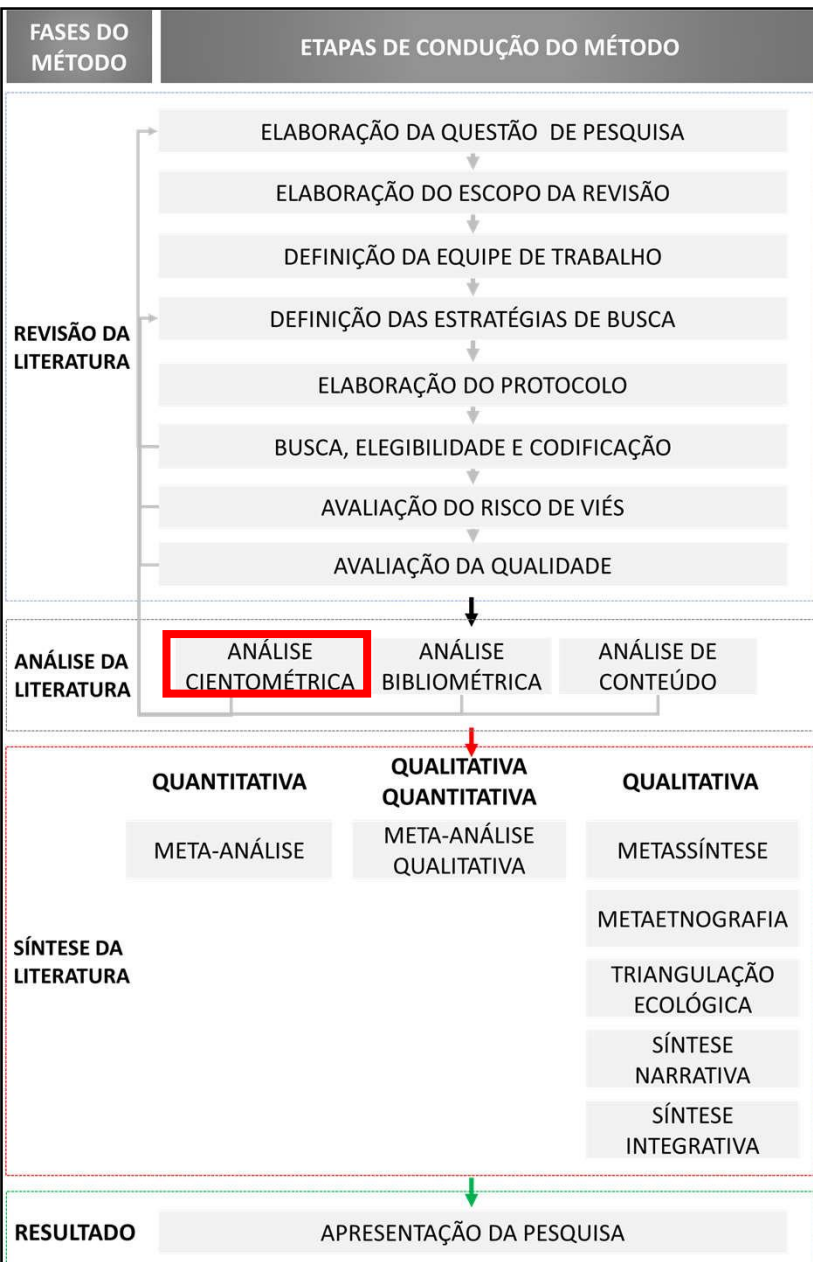 FASES DO
MÉTODO
ETAPAS DE CONDUÇÃO DO MÉTODO
ELABORAÇÃO DA QUESTÃO DE PESQUISA
ELABORAÇÃO DO ESCOPO DA REVISÃO
DEFINIÇÃO DA EQUIPE DE TRABALHO
DEFINIÇÃO DAS ESTRATÉGIAS DE BUSCA
REVISÃO DA
LITERATURA
ELABORAÇÃO DO PROTOCOLO
BUSCA, ELEGIBILIDADE E CODIFICAÇÃO
AVALIAÇÃO DO RISCO DE VIÉS
AVALIAÇÃO DA QUALIDADE
ANÁLISE DA
LITERATURA
ANÁLISE
CIENTOMÉTRICA
ANÁLISE
BIBLIOMÉTRICA
ANÁLISE DE
CONTEÚDO
QUANTITATIVA
QUALITATIVA
QUANTITATIVA
QUALITATIVA
META-ANÁLISE
META-ANÁLISE
QUALITATIVA
METASSÍNTESE
METAETNOGRAFIA
SÍNTESE DA
LITERATURA
TRIANGULAÇÃO
ECOLÓGICA
SÍNTESE
NARRATIVA
SÍNTESE
INTEGRATIVA
RESULTADO
APRESENTAÇÃO DA PESQUISA